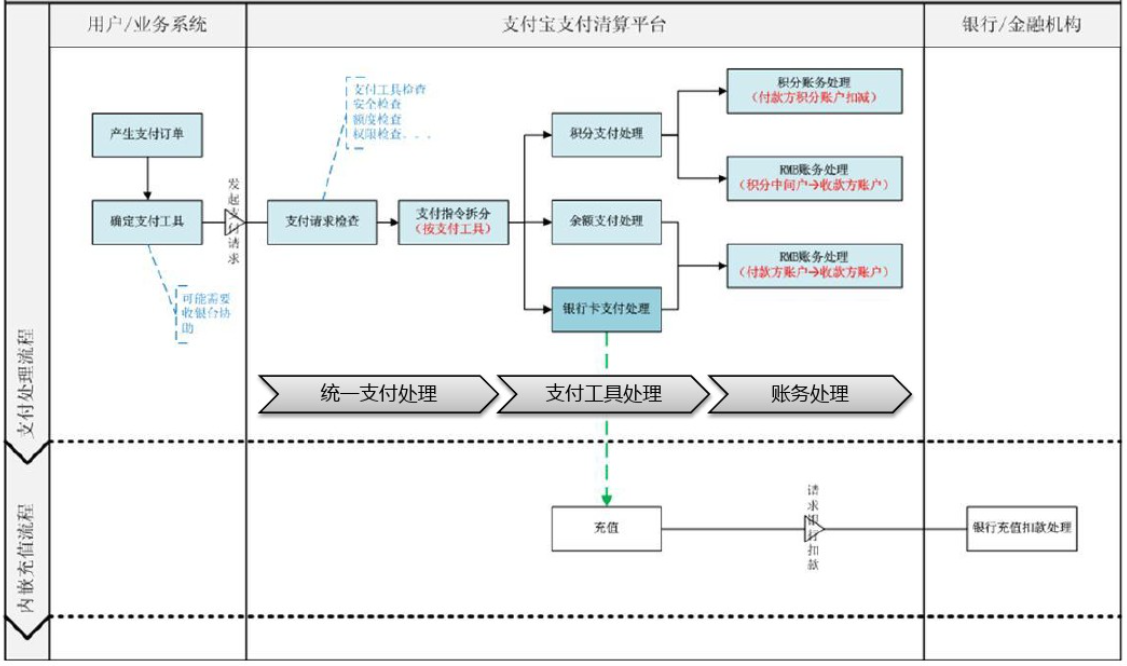 用户/业务系统
支付宝支付清算平台
银行/金融机构
支付处理流程
产生支付订单
确定支付工具
可能需要
收银台协
助
发起支付请求
支付工具检查
安全检查
额度检查
权限检查...
支付请求检查
支付指令拆分
(按支付工具)
积分支付处理
余额支付处理
银行卡支付处理
积分账务处理
(付款方积分账户扣减)
RMB账务处理
(积分中间户→收款方账户)
RMB账务处理
(付款方账户→收款方账户)
统一支付处理
支付工具处理
账务处理
内嵌充值流程
充值
请求银行扣款
银行充值扣款处理